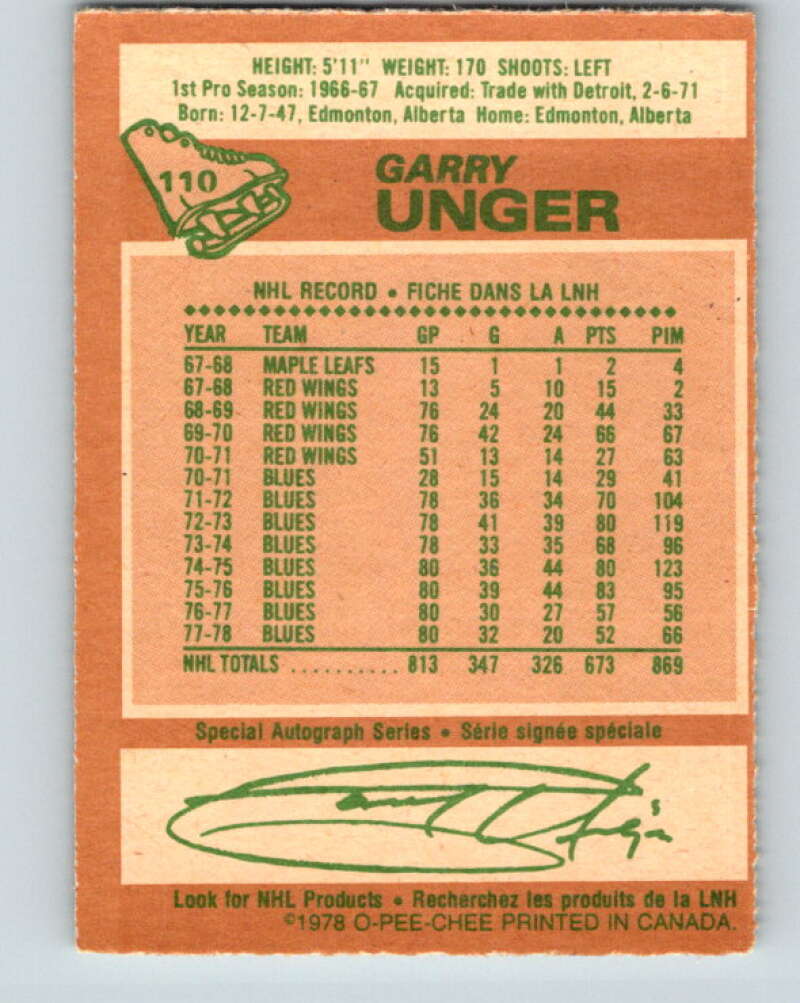 HEIGHT: 5'11" WEIGHT: 170 SHOOTS: LEFT
1st Pro Season: 1966-67 Acquired: Trade with Detroit, 2-6-71
Born: 12-7-47, Edmonton, Alberta Home: Edmonton, Alberta
110
GARRY
UNGER
NHL RECORD • FICHE DANS LA LNH
YEAR TEAM GP G A PTS PIM
67-68 MAPLE LEAFS 15 1 1 2 4
67-68 RED WINGS 13 5 10 15 2
68-69 RED WINGS 76 24 20 44 33
69-70 RED WINGS 76 42 24 66 67
70-71 RED WINGS 51 13 14 27 63
70-71 BLUES 28 15 14 29 41
71-72 BLUES 78 36 34 70 104
72-73 BLUES 78 41 39 80 119
73-74 BLUES 78 33 35 68 96
74-75 BLUES 80 36 44 80 123
75-76 BLUES 80 39 44 83 95
76-77 BLUES 80 30 27 57 56
77-78 BLUES 80 32 20 52 66
NHL TOTALS .......... 813 347 326 673 869
Special Autograph Series • Série signée spéciale
Garry Unger
Look for NHL Products • Recherchez les produits de la LNH
©1978 O-PEE-CHEE PRINTED IN CANADA.